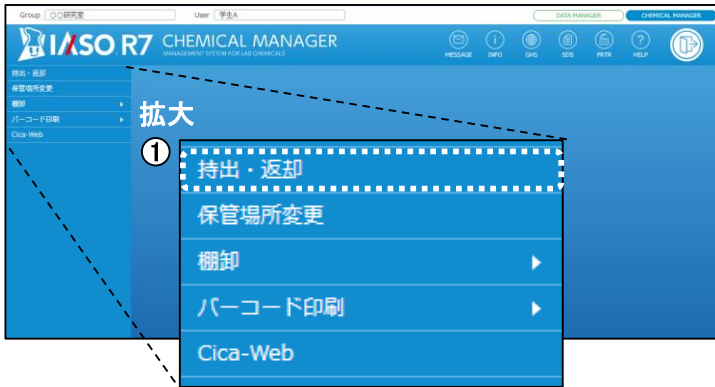 Group ○○研究室 User 学生A DATA MANAGER CHEMICAL MANAGER
IASO R7 CHEMICAL MANAGER
MANAGEMENT SYSTEM FOR LAB CHEMICALS
MESSAGE INFO GHS SDS PRTR HELP
持出・返却
保管場所変更
棚卸
バーコード印刷
Cica-Web
拡大
①
持出・返却
保管場所変更
棚卸
バーコード印刷
Cica-Web